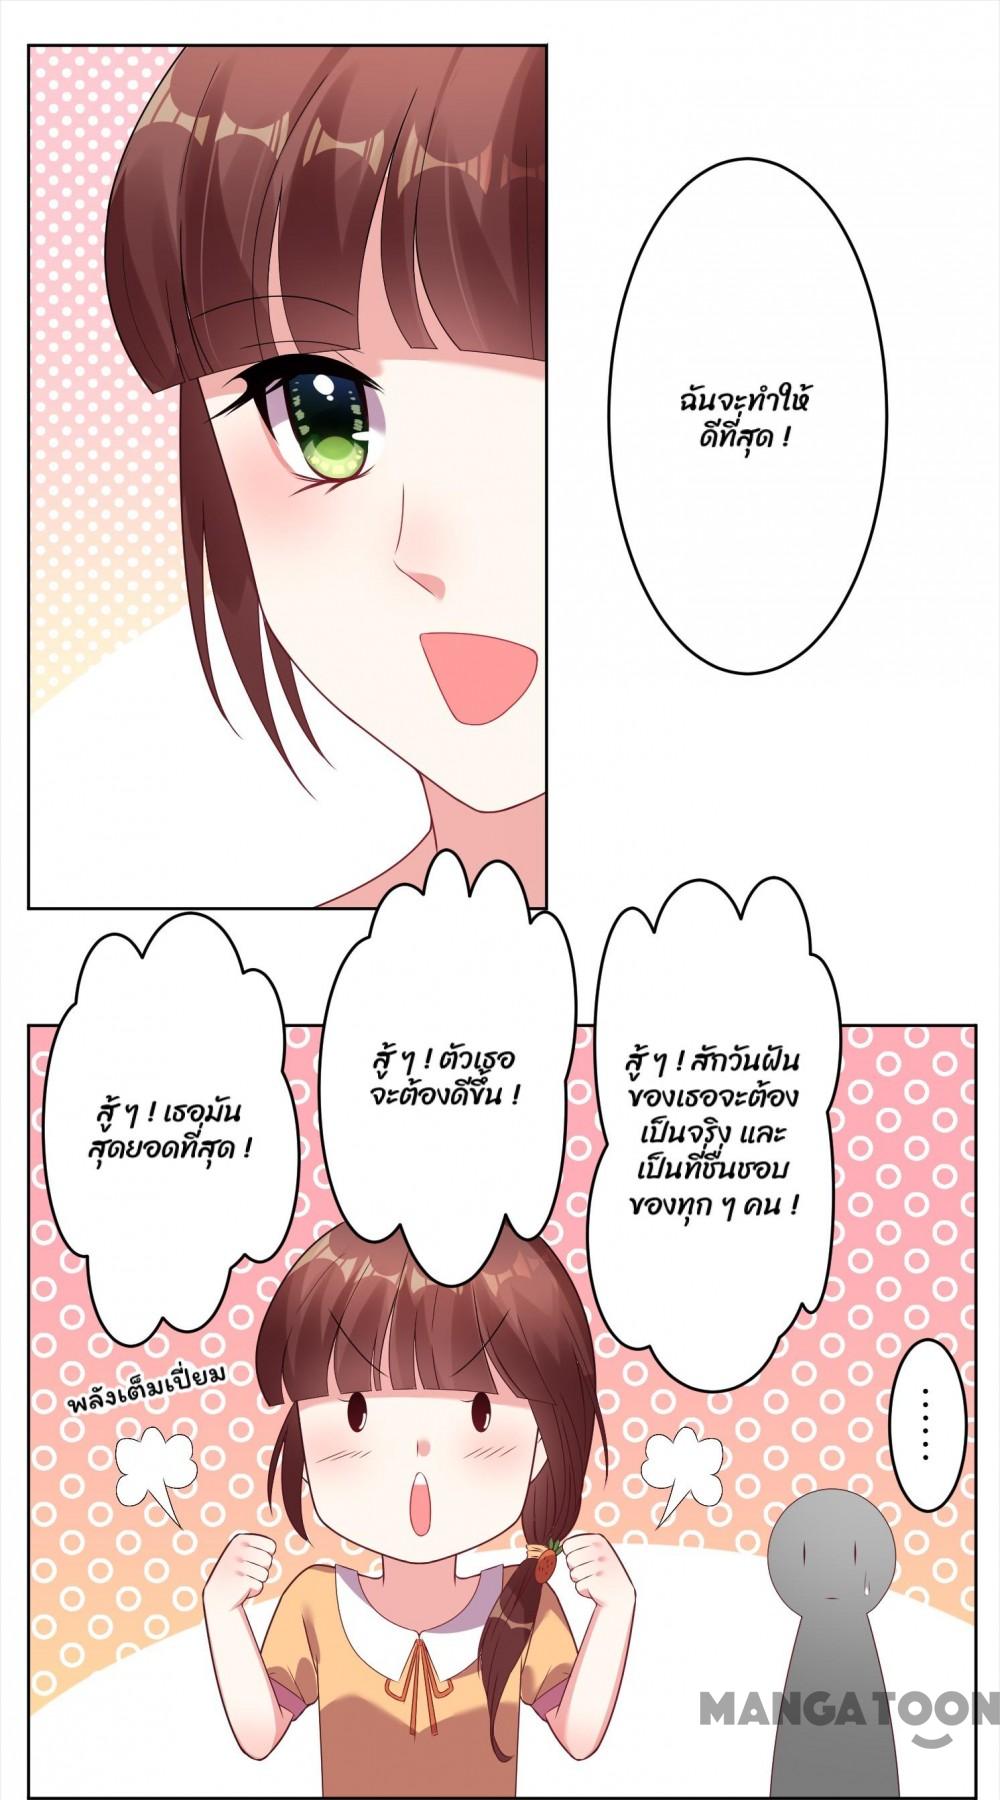 ฉันจะทำให้
ดีที่สุด !
สู้ ๆ ! เธอมัน
สุดยอดที่สุด !
สู้ ๆ ! ตัวเธอ
จะต้องดีขึ้น !
สู้ ๆ ! สักวันฝัน
ของเธอจะต้อง
เป็นจริง และ
เป็นที่ชื่นชอบ
ของทุก ๆ คน !
พลังเต็มเปี่ยม
.......
MANGATOON